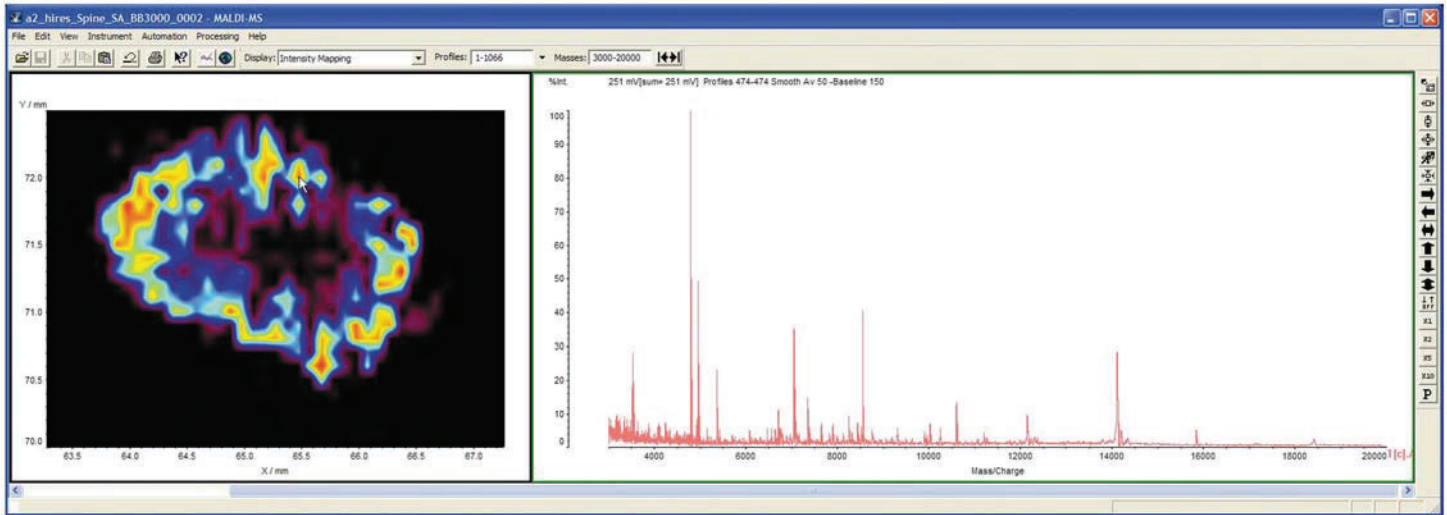 a2_hires_Spine_SA_BB3000_0002 - MALDI-MS
File Edit View Instrument Automation Processing Help
Display: Intensity Mapping Profiles: 1-1066 Masses: 3000-20000
Y / mm
72.0
71.5
71.0
70.5
70.0
63.5 64.0 64.5 65.0 65.5 66.0 66.5 67.0
X / mm
%Int. 251 mV[sum= 251 mV] Profiles 474-474 Smooth Av 50 -Baseline 150
100
90
80
70
60
50
40
30
20
10
0
4000 6000 8000 10000 12000 14000 16000 18000 20000
Mass/Charge
X1
X2
X5
X10
P